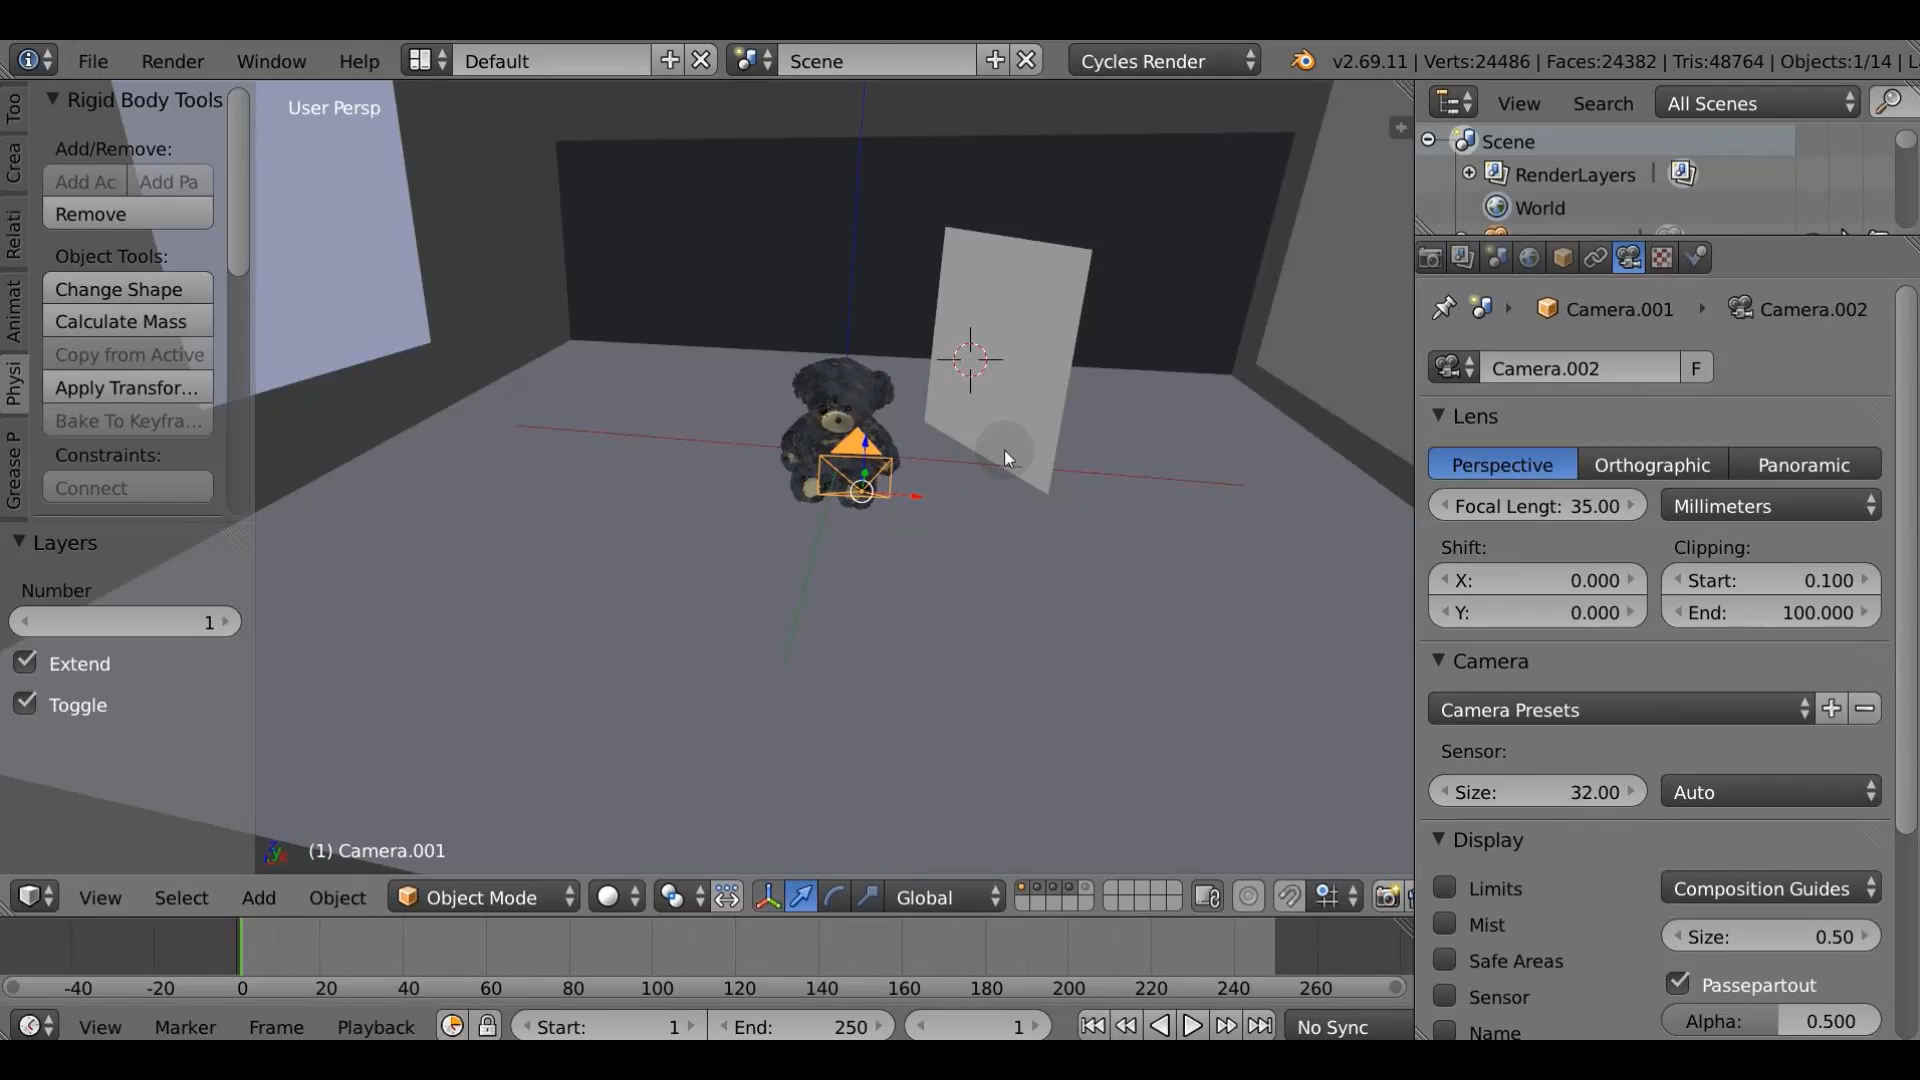 File Render Window Help Default Scene Cycles Render v2.69.11 | Verts:24486 | Faces:24382 | Tris:48764 | Objects:1/14 | L
Too
Crea
Relati
Animat
Physi
Grease P
Rigid Body Tools
Add/Remove:
Add Ac Add Pa
Remove
Object Tools:
Change Shape
Calculate Mass
Copy from Active
Apply Transfor...
Bake To Keyfra...
Constraints:
Connect
Layers
Number
1
Extend
Toggle
User Persp
(1) Camera.001
View Search All Scenes
Scene
RenderLayers |
World
Camera.001 Camera.002
Camera.002 F
Lens
Perspective Orthographic Panoramic
Focal Lengt: 35.00 Millimeters
Shift: Clipping:
X: 0.000 Start: 0.100
Y: 0.000 End: 100.000
Camera
Camera Presets
Sensor:
Size: 32.00 Auto
Display
Limits Composition Guides
Mist Size: 0.50
Safe Areas
Passepartout
Sensor
Alpha: 0.500
Name
View Select Add Object Object Mode Global
-40 -20 0 20 40 60 80 100 120 140 160 180 200 220 240 260
View Marker Frame Playback Start: 1 End: 250 1 No Sync